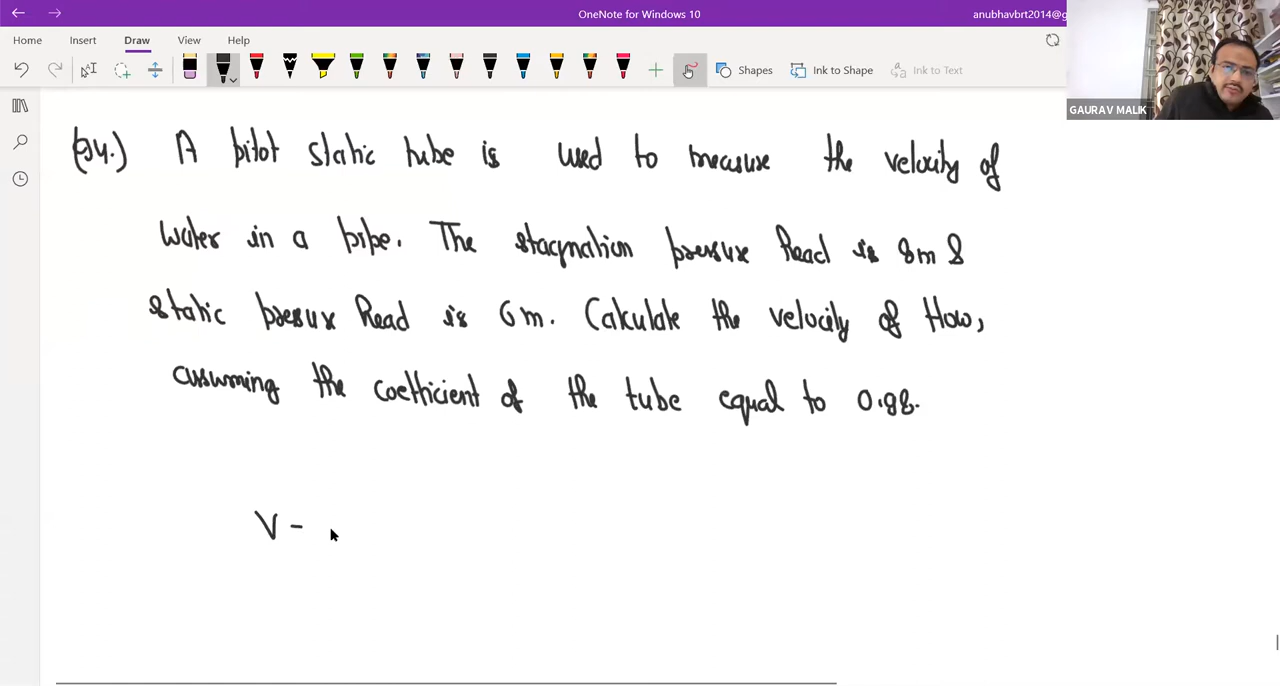 OneNote for Windows 10
anubhavbrt2014@g
Home Insert Draw View Help
Shapes Ink to Shape Ink to Text
GAURAV MALIK
(Q4.) A pitot static tube is used to measure the velocity of
water in a pipe. The stagnation pressure head is 8m &
static pressure head is 6m. Calculate the velocity of flow,
assuming the coefficient of the tube equal to 0.98.
V =